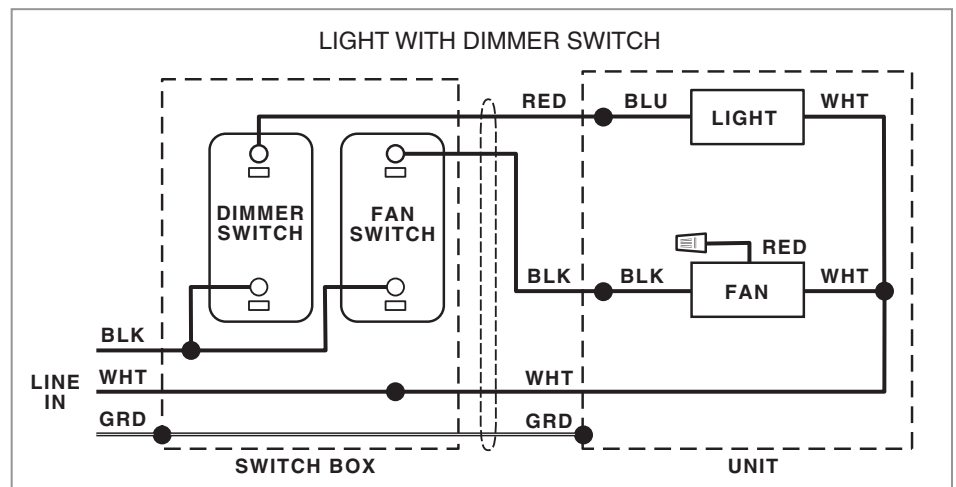 LIGHT WITH DIMMER SWITCH
RED
BLU
LIGHT
WHT
DIMMER
SWITCH
FAN
SWITCH
RED
BLK
BLK
FAN
WHT
BLK
LINE
IN
WHT
WHT
GRD
GRD
SWITCH BOX
UNIT